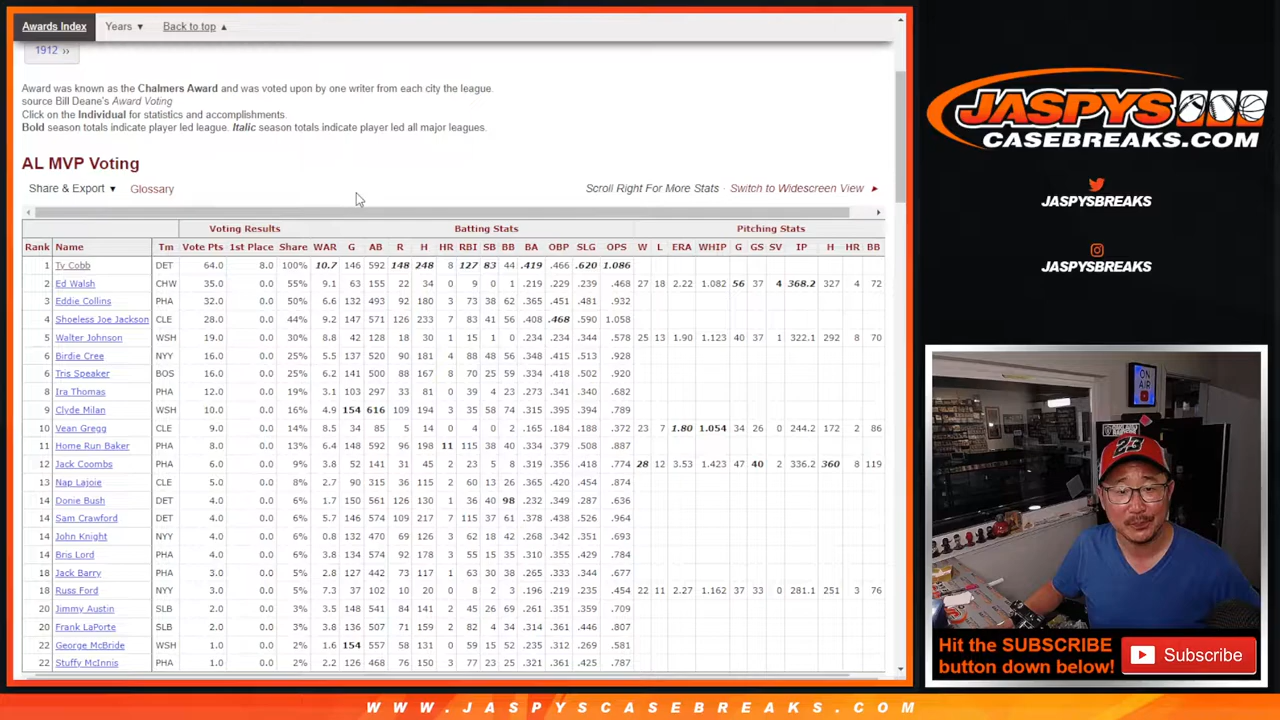 Awards Index Years ▼ Back to top ▲
1912 ››
Award was known as the Chalmers Award and was voted upon by one writer from each city the league.
source Bill Deane's Award Voting
Click on the Individual for statistics and accomplishments.
Bold season totals indicate player led league. Italic season totals indicate player led all major leagues.
AL MVP Voting
Share & Export ▼ Glossary Scroll Right For More Stats · Switch to Widescreen View ►
Voting Results Batting Stats Pitching Stats
Rank Name Tm Vote Pts 1st Place Share WAR G AB R H HR RBI SB BB BA OBP SLG OPS W L ERA WHIP G GS SV IP H HR BB
1 Ty Cobb DET 64.0 8.0 100% 10.7 146 592 148 248 8 127 83 44 .419 .466 .620 1.086
2 Ed Walsh CHW 35.0 0.0 55% 9.1 63 155 22 34 0 9 0 1 .219 .229 .239 .468 27 18 2.22 1.082 56 37 4 368.2 327 4 72
3 Eddie Collins PHA 32.0 0.0 50% 6.6 132 493 92 180 3 73 38 62 .365 .451 .481 .932
4 Shoeless Joe Jackson CLE 28.0 0.0 44% 9.2 147 571 126 233 7 83 41 56 .408 .468 .590 1.058
5 Walter Johnson WSH 19.0 0.0 30% 8.8 42 128 18 30 1 15 1 0 .234 .234 .344 .578 25 13 1.90 1.123 40 37 1 322.1 292 8 70
6 Birdie Cree NYY 16.0 0.0 25% 5.5 137 520 90 181 4 88 48 56 .348 .415 .513 .928
6 Tris Speaker BOS 16.0 0.0 25% 6.2 141 500 88 167 8 70 25 59 .334 .418 .502 .920
8 Ira Thomas PHA 12.0 0.0 19% 3.1 103 297 33 81 0 39 4 23 .273 .341 .340 .682
9 Clyde Milan WSH 10.0 0.0 16% 4.9 154 616 109 194 3 35 58 74 .315 .395 .394 .789
10 Vean Gregg CLE 9.0 0.0 14% 8.5 34 85 5 14 0 4 0 2 .165 .184 .188 .372 23 7 1.80 1.054 34 26 0 244.2 172 2 86
11 Home Run Baker PHA 8.0 0.0 13% 6.4 148 592 96 198 11 115 38 40 .334 .379 .508 .887
12 Jack Coombs PHA 6.0 0.0 9% 3.8 52 141 31 45 2 23 5 8 .319 .356 .418 .774 28 12 3.53 1.423 47 40 2 336.2 360 8 119
13 Nap Lajoie CLE 5.0 0.0 8% 2.7 90 315 36 115 2 60 13 26 .365 .420 .454 .874
14 Donie Bush DET 4.0 0.0 6% 1.7 150 561 126 130 1 36 40 98 .232 .349 .287 .636
14 Sam Crawford DET 4.0 0.0 6% 5.7 146 574 109 217 7 115 37 61 .378 .438 .526 .964
14 John Knight NYY 4.0 0.0 6% 0.8 132 470 69 126 3 62 18 42 .268 .342 .351 .693
14 Bris Lord PHA 4.0 0.0 6% 3.8 134 574 92 178 3 55 15 35 .310 .355 .429 .784
18 Jack Barry PHA 3.0 0.0 5% 2.8 127 442 73 117 1 63 30 38 .265 .333 .344 .677
18 Russ Ford NYY 3.0 0.0 5% 7.3 37 102 10 20 0 8 2 3 .196 .219 .235 .454 22 11 2.27 1.162 37 33 0 281.1 251 3 76
20 Jimmy Austin SLB 2.0 0.0 3% 3.5 148 541 84 141 2 45 26 69 .261 .351 .359 .709
20 Frank LaPorte SLB 2.0 0.0 3% 3.8 136 507 71 159 2 82 4 34 .314 .361 .446 .807
22 George McBride WSH 1.0 0.0 2% 1.6 154 557 58 131 0 59 15 52 .235 .312 .269 .581
22 Stuffy McInnis PHA 1.0 0.0 2% 2.2 126 468 76 150 3 77 23 25 .321 .361 .425 .787
JASPYS
CASEBREAKS.COM
JASPYSBREAKS
JASPYSBREAKS
ON
AIR
23
Hit the SUBSCRIBE
button down below!
Subscribe
WWW.JASPYSCASEBREAKS.COM